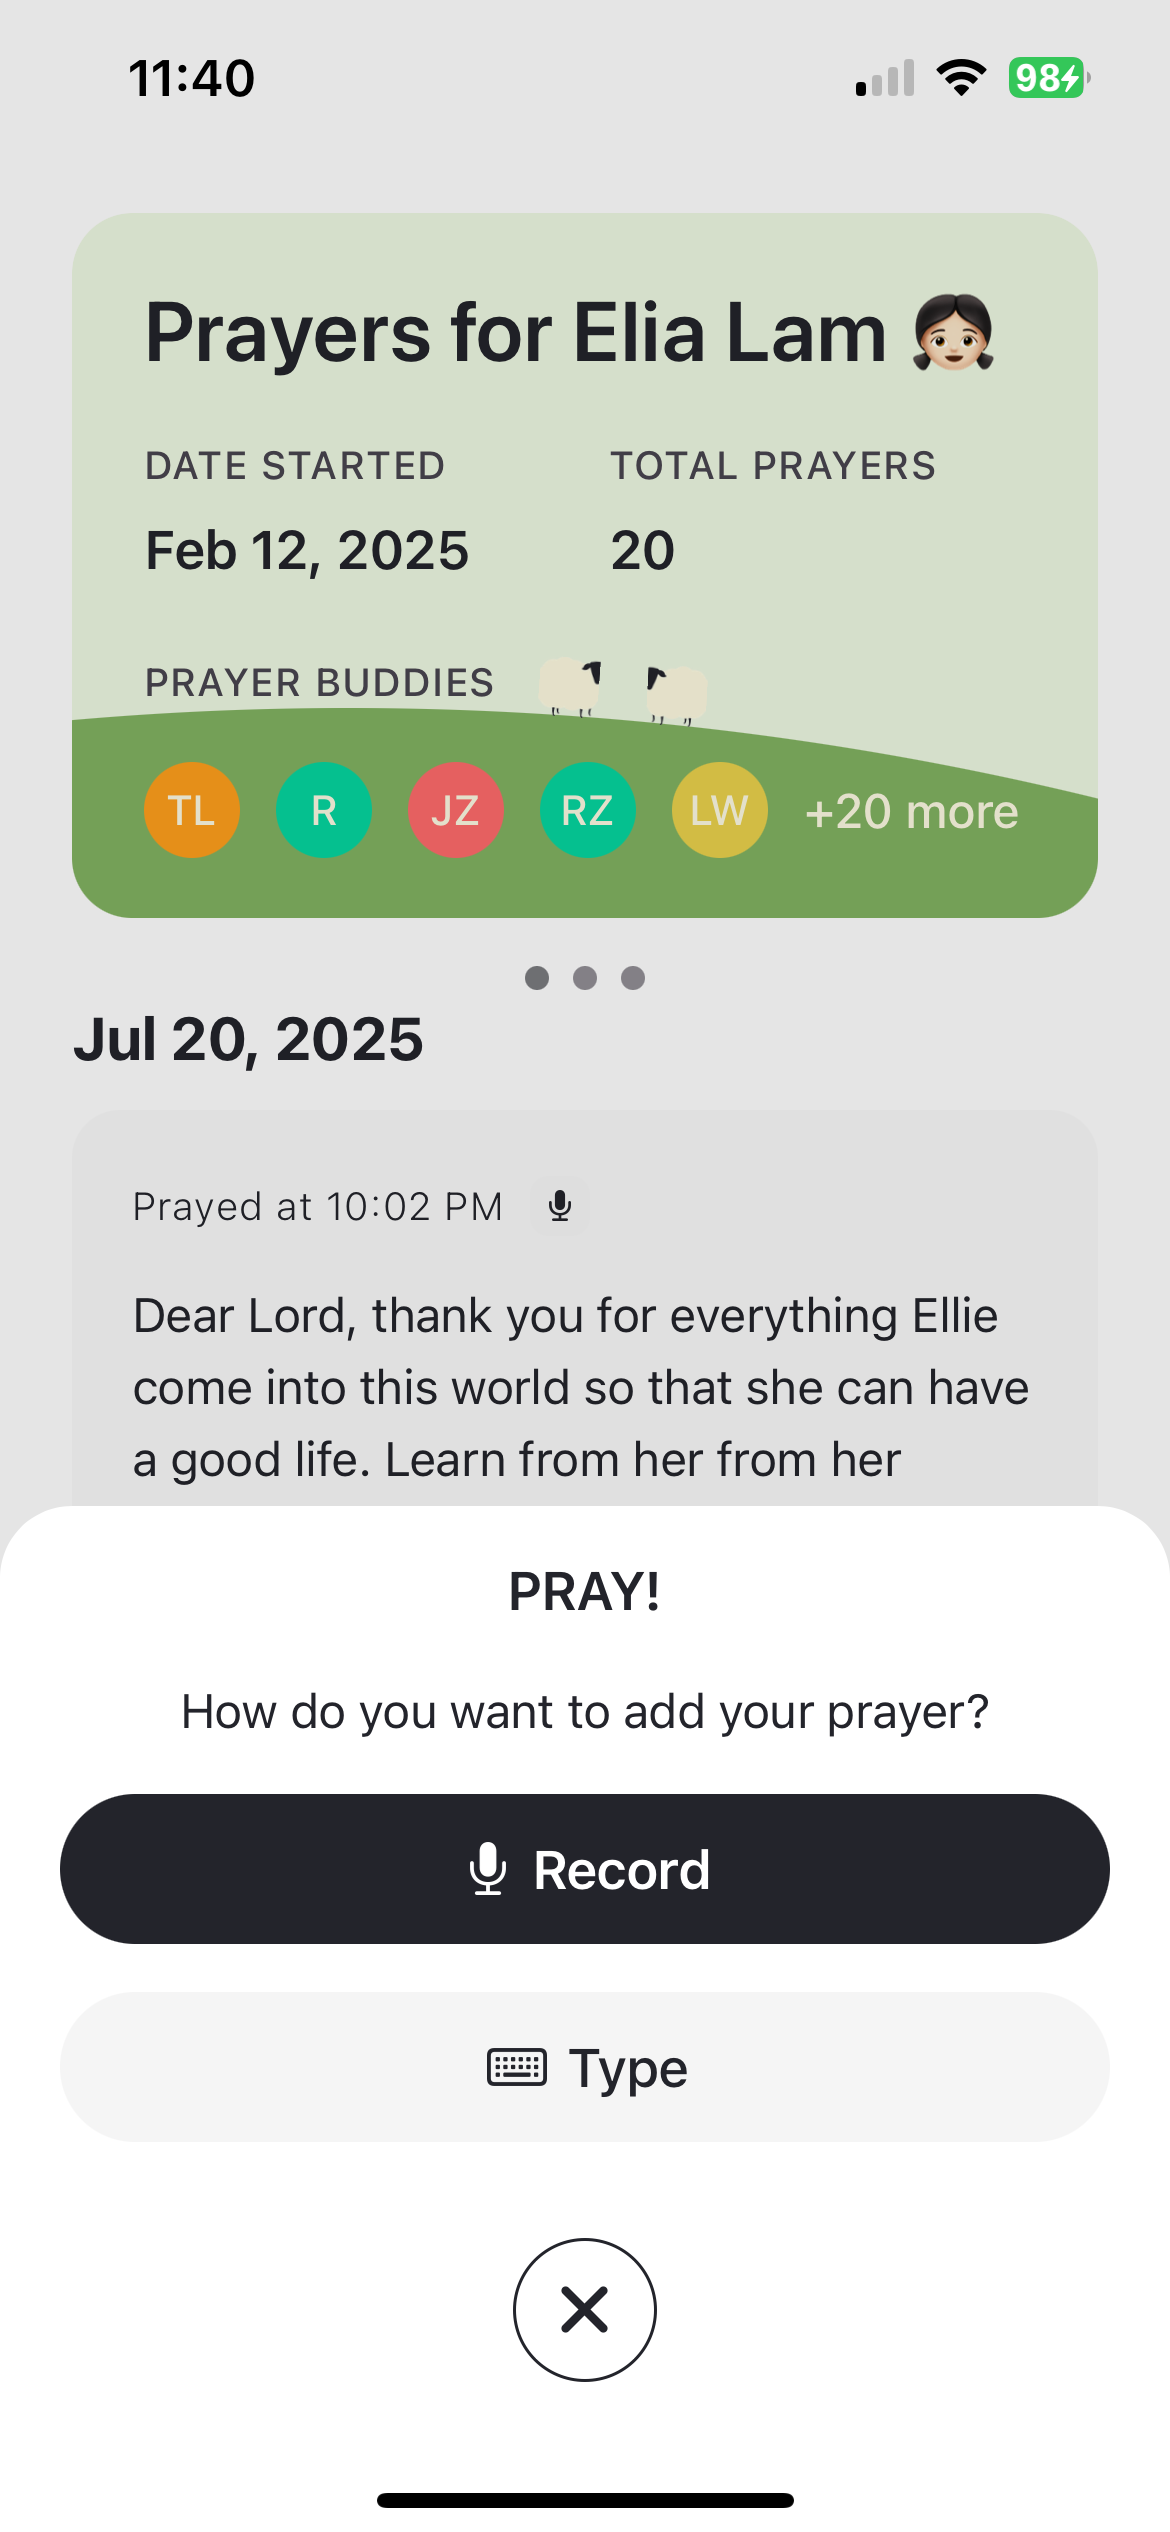 11:40
98
Prayers for Elia Lam
DATE STARTED
TOTAL PRAYERS
Feb 12, 2025
20
PRAYER BUDDIES
TL R JZ RZ LW +20 more
Jul 20, 2025
Prayed at 10:02 PM
Dear Lord, thank you for everything Ellie
come into this world so that she can have
a good life. Learn from her from her
PRAY!
How do you want to add your prayer?
Record
Type